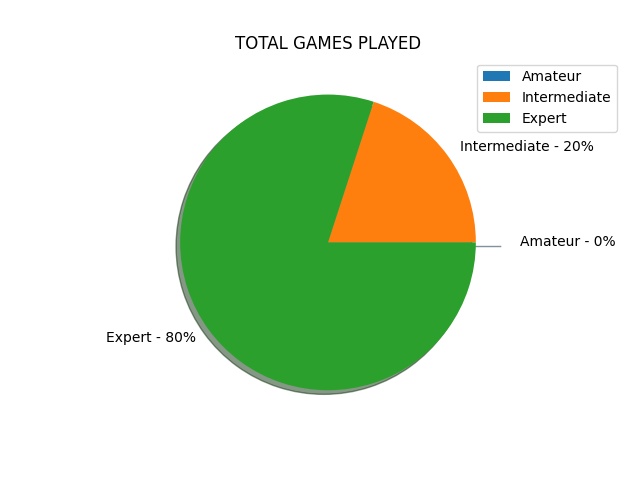 TOTAL GAMES PLAYED
Amateur
Intermediate
Expert
Intermediate - 20%
Amateur - 0%
Expert - 80%